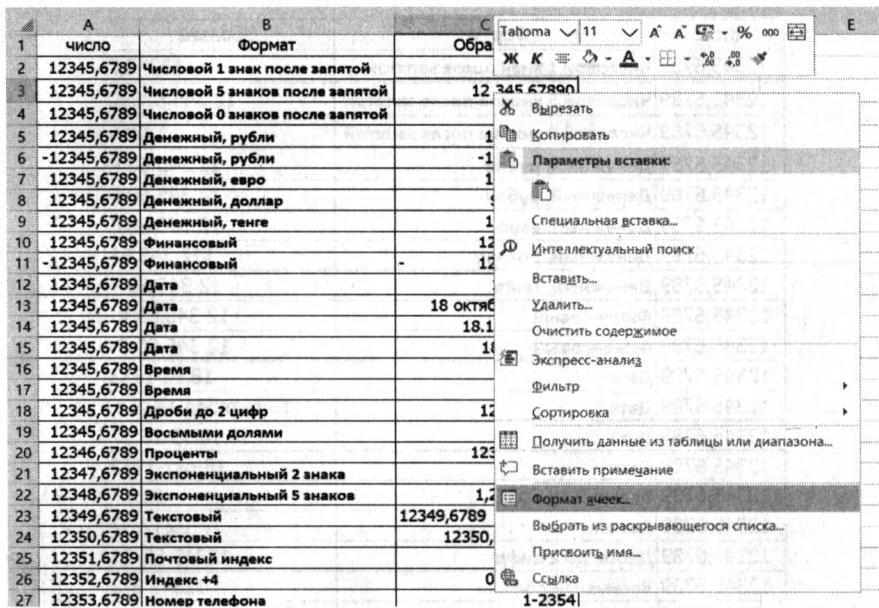 A B C E
Tahoma 11 A A % 000
Ж К A
1 число Формат Обра
2 12345,6789 Числовой 1 знак после запятой
3 12345,6789 Числовой 5 знаков после запятой 12 345,67890
4 12345,6789 Числовой 0 знаков после запятой
5 12345,6789 Денежный, рубли 1
6 -12345,6789 Денежный, рубли -1
7 12345,6789 Денежный, евро 1
8 12345,6789 Денежный, доллар
9 12345,6789 Денежный, тенге 1
10 12345,6789 Финансовый 12
11 -12345,6789 Финансовый - 12
12 12345,6789 Дата
13 12345,6789 Дата 18 октяб
14 12345,6789 Дата 18.1
15 12345,6789 Дата 18
16 12345,6789 Время
17 12345,6789 Время
18 12345,6789 Дроби до 2 цифр 12
19 12345,6789 Восьмыми долями
20 12346,6789 Проценты 123
21 12347,6789 Экспоненциальный 2 знака
22 12348,6789 Экспоненциальный 5 знаков 1,2
23 12349,6789 Текстовый 12349,6789
24 12350,6789 Текстовый 12350,
25 12351,6789 Почтовый индекс
26 12352,6789 Индекс +4 0
27 12353,6789 Номер телефона 1-2354
Вырезать
Копировать
Параметры вставки:
Специальная вставка...
Интеллектуальный поиск
Вставить
Удалить...
Очистить содержимое
Экспресс-анализ
Фильтр
Сортировка
Получить данные из таблицы или диапазона...
Вставить примечание
Формат ячеек...
Выбрать из раскрывающегося списка...
Присвоить имя...
Ссылка